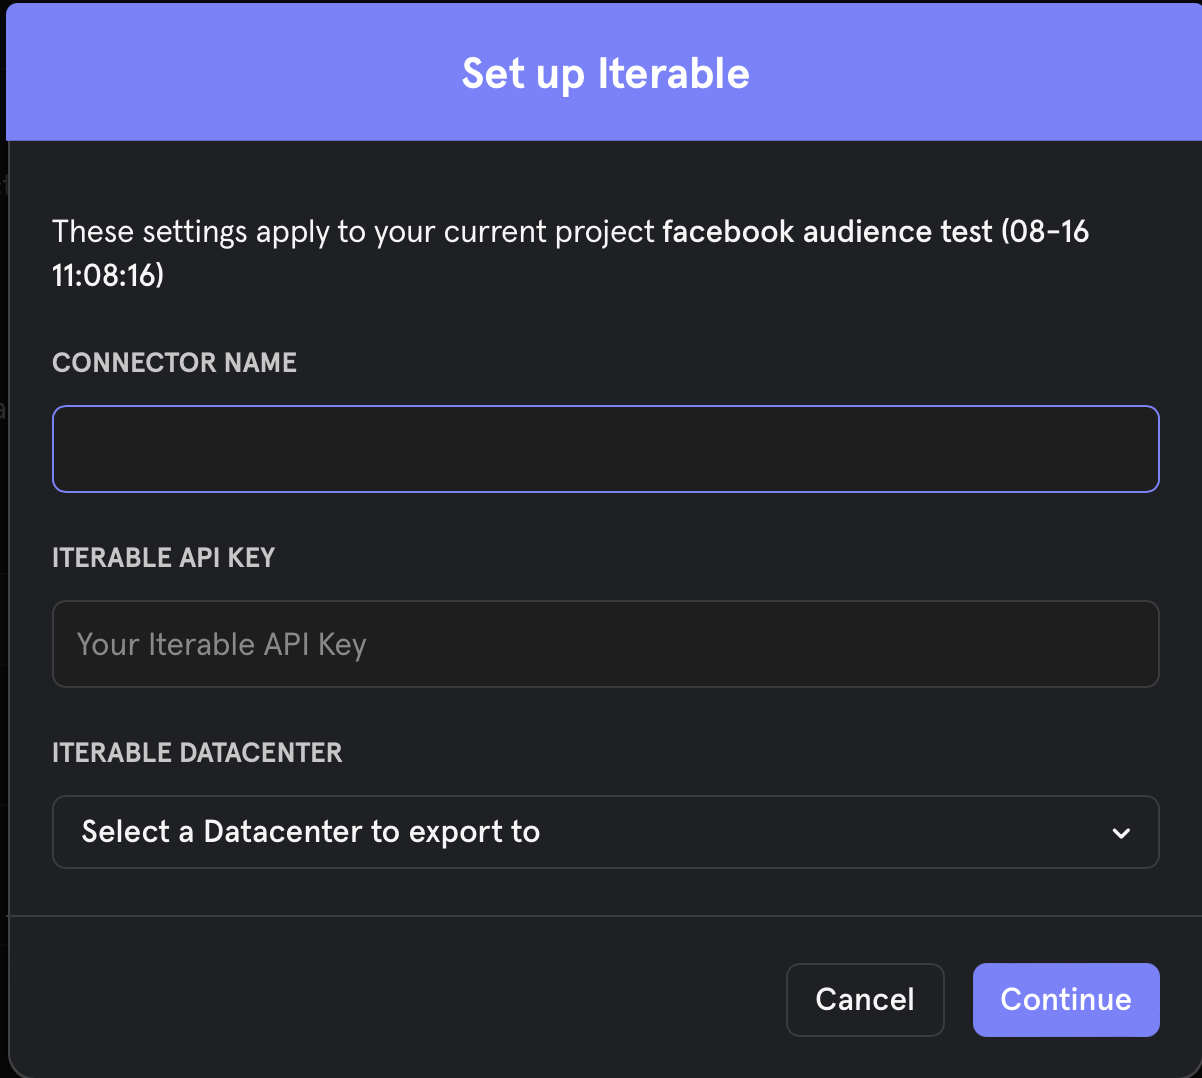 Set up Iterable
These settings apply to your current project facebook audience test (08-16
11:08:16)
CONNECTOR NAME
ITERABLE API KEY
Your Iterable API Key
ITERABLE DATACENTER
Select a Datacenter to export to
Cancel Continue